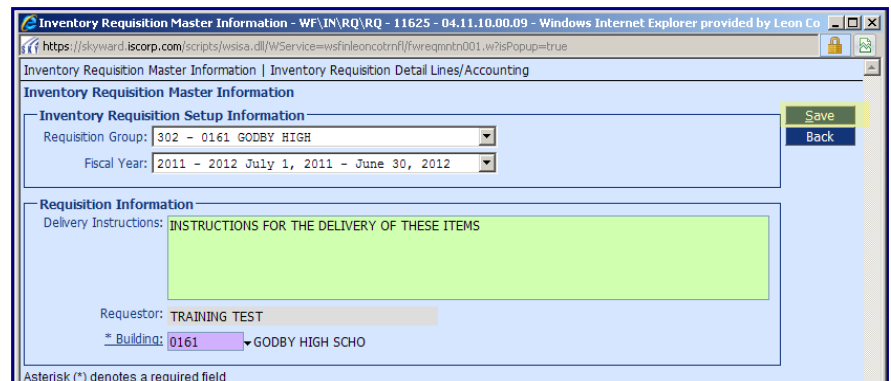 Inventory Requisition Master Information - WF\IN\RQ\RQ - 11625 - 04.11.10.00.09 - Windows Internet Explorer provided by Leon Co
https://skyward.iscorp.com/scripts/wsisa.dll/WService=wsfinleoncotrnfl/fwreqmntn001.w?isPopup=true
Inventory Requisition Master Information | Inventory Requisition Detail Lines/Accounting
Inventory Requisition Master Information
Inventory Requisition Setup Information
Save
Requisition Group: 302 - 0161 GODBY HIGH
Back
Fiscal Year: 2011 - 2012 July 1, 2011 - June 30, 2012
Requisition Information
Delivery Instructions: INSTRUCTIONS FOR THE DELIVERY OF THESE ITEMS
Requestor: TRAINING TEST
* Building: 0161 GODBY HIGH SCHO
Asterisk (*) denotes a required field